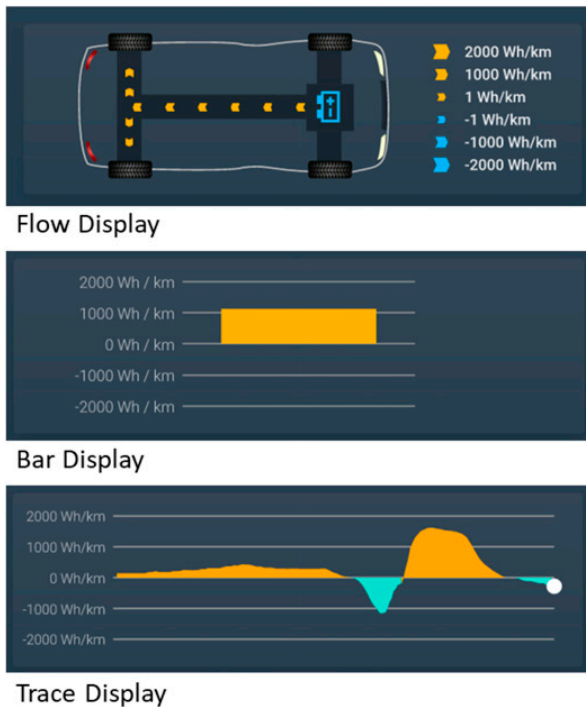 2000 Wh/km
1000 Wh/km
1 Wh/km
-1 Wh/km
-1000 Wh/km
-2000 Wh/km
Flow Display
2000 Wh / km
1000 Wh / km
0 Wh / km
-1000 Wh / km
-2000 Wh / km
Bar Display
2000 Wh/km
1000 Wh/km
0 Wh/km
-1000 Wh/km
-2000 Wh/km
Trace Display